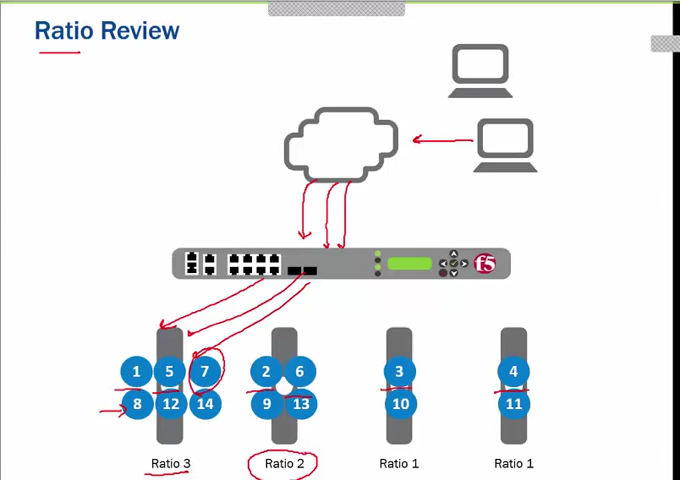 Ratio Review
f5
1 5 7 2 6 3 4
8 12 14 9 13 10 11
Ratio 3 Ratio 2 Ratio 1 Ratio 1